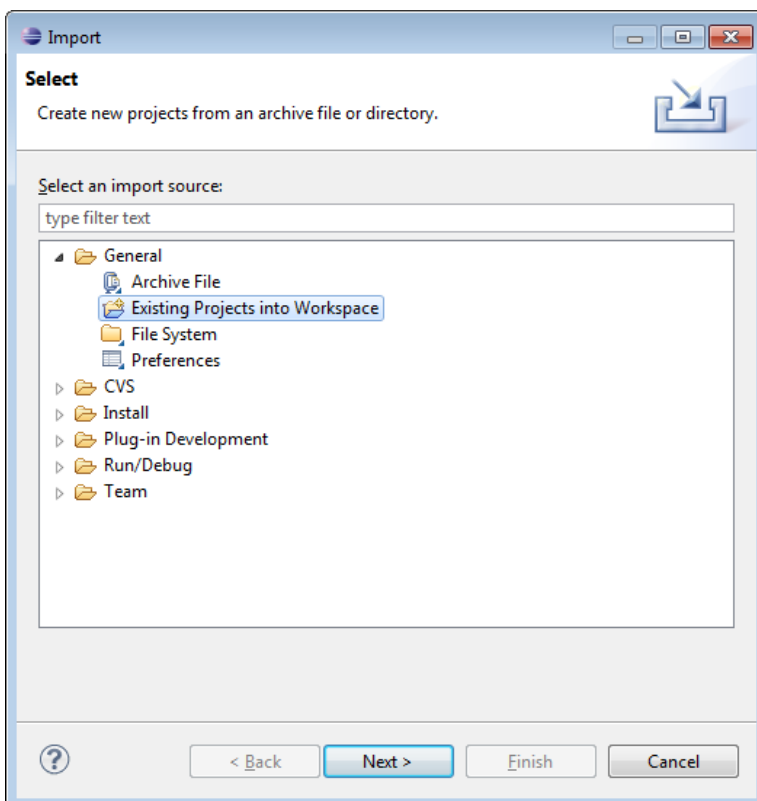 Import
Select
Create new projects from an archive file or directory.
Select an import source:
type filter text
General
Archive File
Existing Projects into Workspace
File System
Preferences
CVS
Install
Plug-in Development
Run/Debug
Team
? < Back Next > Finish Cancel